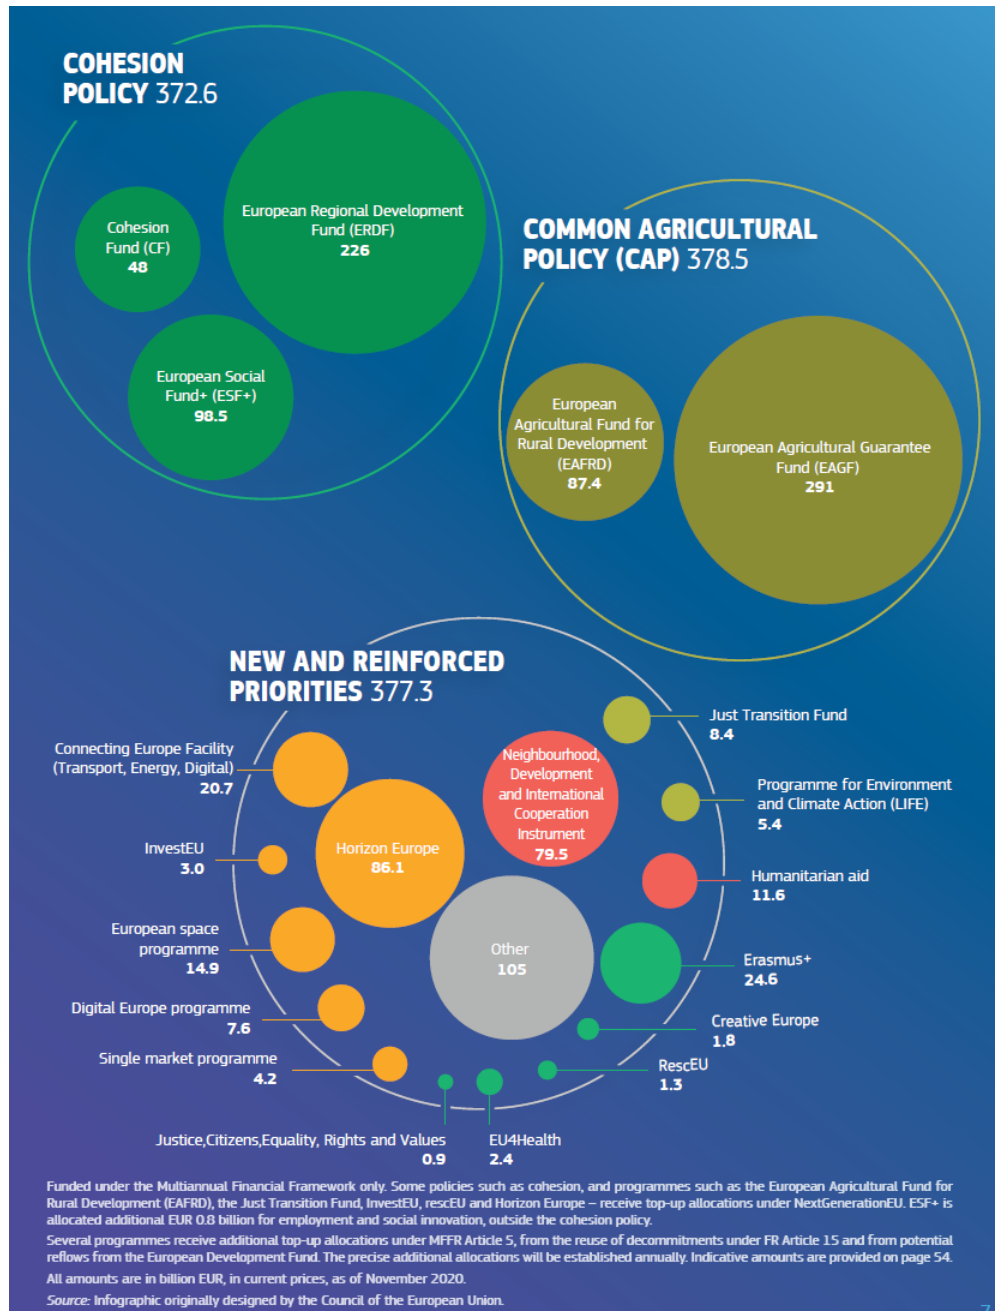 COHESION
POLICY 372.6
European Regional Development
Fund (ERDF)
226
Cohesion
Fund (CF)
48
European Social
Fund+ (ESF+)
98.5
COMMON AGRICULTURAL
POLICY (CAP) 378.5
European
Agricultural Fund for
Rural Development
(EAFRD)
87.4
European Agricultural Guarantee
Fund (EAGF)
291
NEW AND REINFORCED
PRIORITIES 377.3
Connecting Europe Facility
(Transport, Energy, Digital)
20.7
InvestEU
3.0
Horizon Europe
86.1
European space
programme
14.9
Digital Europe programme
7.6
Single market programme
4.2
Justice,Citizens,Equality, Rights and Values
0.9
EU4Health
2.4
Neighbourhood,
Development
and International
Cooperation
Instrument
79.5
Other
105
Just Transition Fund
8.4
Programme for Environment
and Climate Action (LIFE)
5.4
Humanitarian aid
11.6
Erasmus+
24.6
Creative Europe
1.8
RescEU
1.3
Funded under the Multiannual Financial Framework only. Some policies such as cohesion, and programmes such as the European Agricultural Fund for
Rural Development (EAFRD), the Just Transition Fund, InvestEU, rescEU and Horizon Europe – receive top-up allocations under NextGenerationEU. ESF+ is
allocated additional EUR 0.8 billion for employment and social innovation, outside the cohesion policy.
Several programmes receive additional top-up allocations under MFFR Article 5, from the reuse of decommitments under FR Article 15 and from potential
reflows from the European Development Fund. The precise additional allocations will be established annually. Indicative amounts are provided on page 54.
All amounts are in billion EUR, in current prices, as of November 2020.
Source: Infographic originally designed by the Council of the European Union.